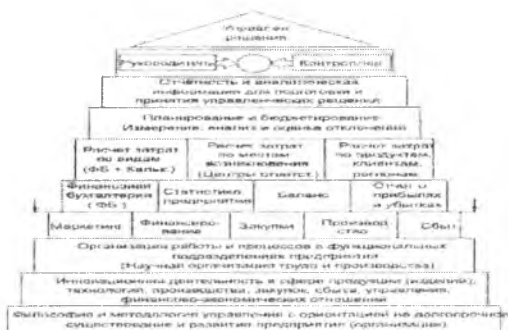 Управлен.
решения
Руководитель Контроллер
Отчетность и аналитическая
информация для подготовки и
принятия управленческих решений
Планирование и бюджетирование
Измерение, анализ и оценка отклонений
Расчет затрат Расчет затрат Расчет затрат
по видам по местам по продуктам,
(ФБ + Кальк.) возникновения клиентам,
(Центры ответст.) регионам
Финансовая Статистика Баланс Отчет о
бухгалтерия предприятия прибылях
(ФБ) и убытках
Маркетинг Финансиро- Закупки Производ Сбыт
вание ство
Организация работы и процессов в функциональных
подразделениях предприятия
(Научная организация труда и производства)
Инновационная деятельность в сфере продукции (изделий),
технологии, производства, закупок, сбыта, управления,
финансово-экономических отношений
Философия и методология управления с ориентацией на долгосрочное
существование и развитие предприятия (организации)